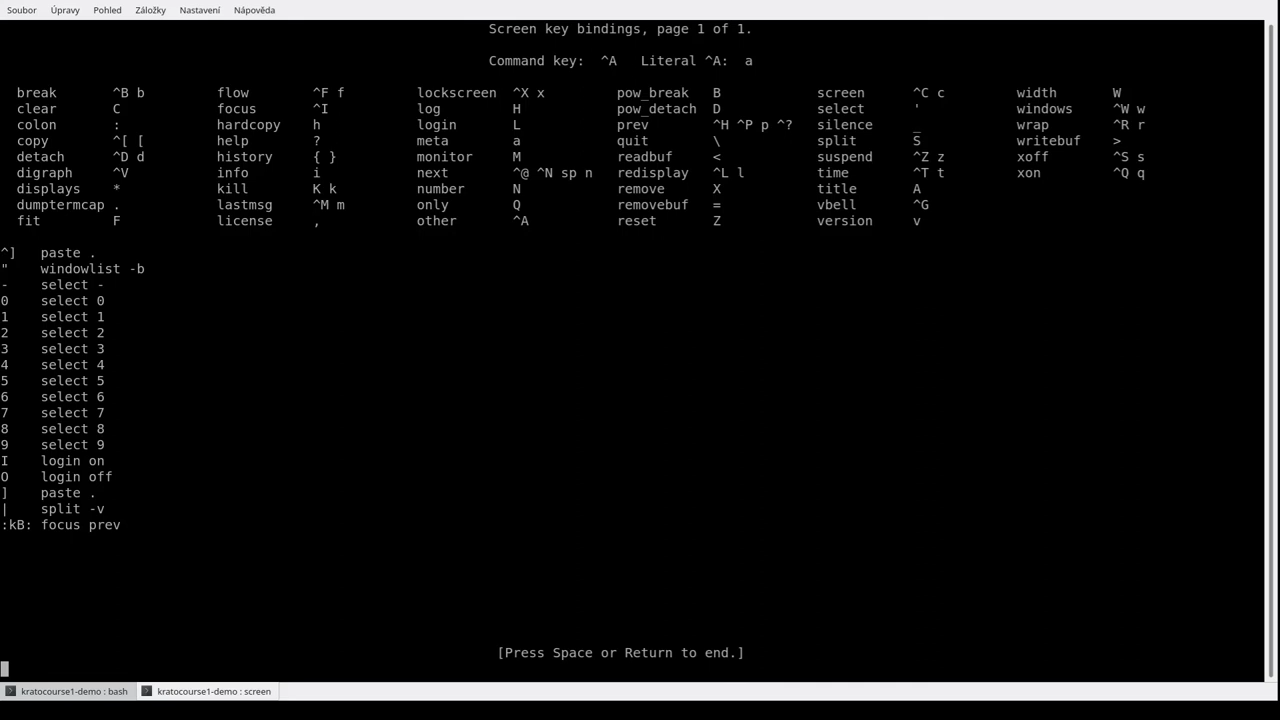 Soubor Úpravy Pohled Záložky Nastavení Nápověda
Screen key bindings, page 1 of 1.
Command key:  ^A   Literal ^A:  a
break ^B b flow ^F f lockscreen ^X x pow_break B screen ^C c width W
clear C focus ^I log H pow_detach D select ' windows ^W w
colon : hardcopy h login L prev ^H ^P p ^? silence _ wrap ^R r
copy ^[ [ help ? meta a quit \ split S writebuf >
detach ^D d history { } monitor M readbuf < suspend ^Z z xoff ^S s
digraph ^V info i next ^@ ^N sp n redisplay ^L l time ^T t xon ^Q q
displays * kill K k number N remove X title A
dumptermcap . lastmsg ^M m only Q removebuf = vbell ^G
fit F license , other ^A reset Z version v
^] paste .
" windowlist -b
- select -
0 select 0
1 select 1
2 select 2
3 select 3
4 select 4
5 select 5
6 select 6
7 select 7
8 select 8
9 select 9
I login on
O login off
] paste .
| split -v
:kB: focus prev
[Press Space or Return to end.]
kratocourse1-demo : bash kratocourse1-demo : screen